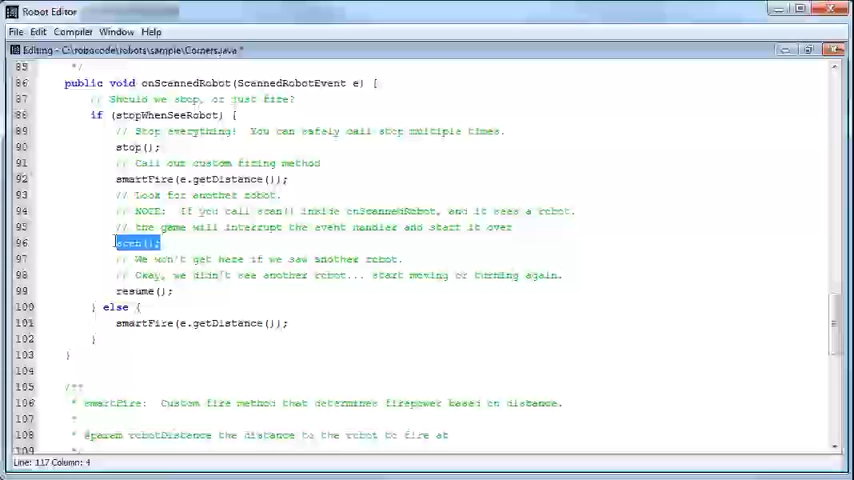 Robot Editor
File Edit Compiler Window Help
Editing - C:\robocode\robots\sample\Corners.java *
85 */
86 public void onScannedRobot(ScannedRobotEvent e) {
87 // Should we stop, or just fire?
88 if (stopWhenSeeRobot) {
89 // Stop everything!  You can safely call stop multiple times.
90 stop();
91 // Call our custom firing method
92 smartFire(e.getDistance());
93 // Look for another robot.
94 // NOTE:  If you call scan() inside onScannedRobot, and it sees a robot,
95 // the game will interrupt the event handler and start it over
96 scan();
97 // We won't get here if we saw another robot.
98 // Okay, we didn't see another robot... start moving or turning again.
99 resume();
100 } else {
101 smartFire(e.getDistance());
102 }
103 }
104
105 /**
106 * smartFire:  Custom fire method that determines firepower based on distance.
107 *
108 * @param robotDistance the distance to the robot to fire at
109 */
Line: 117 Column: 4